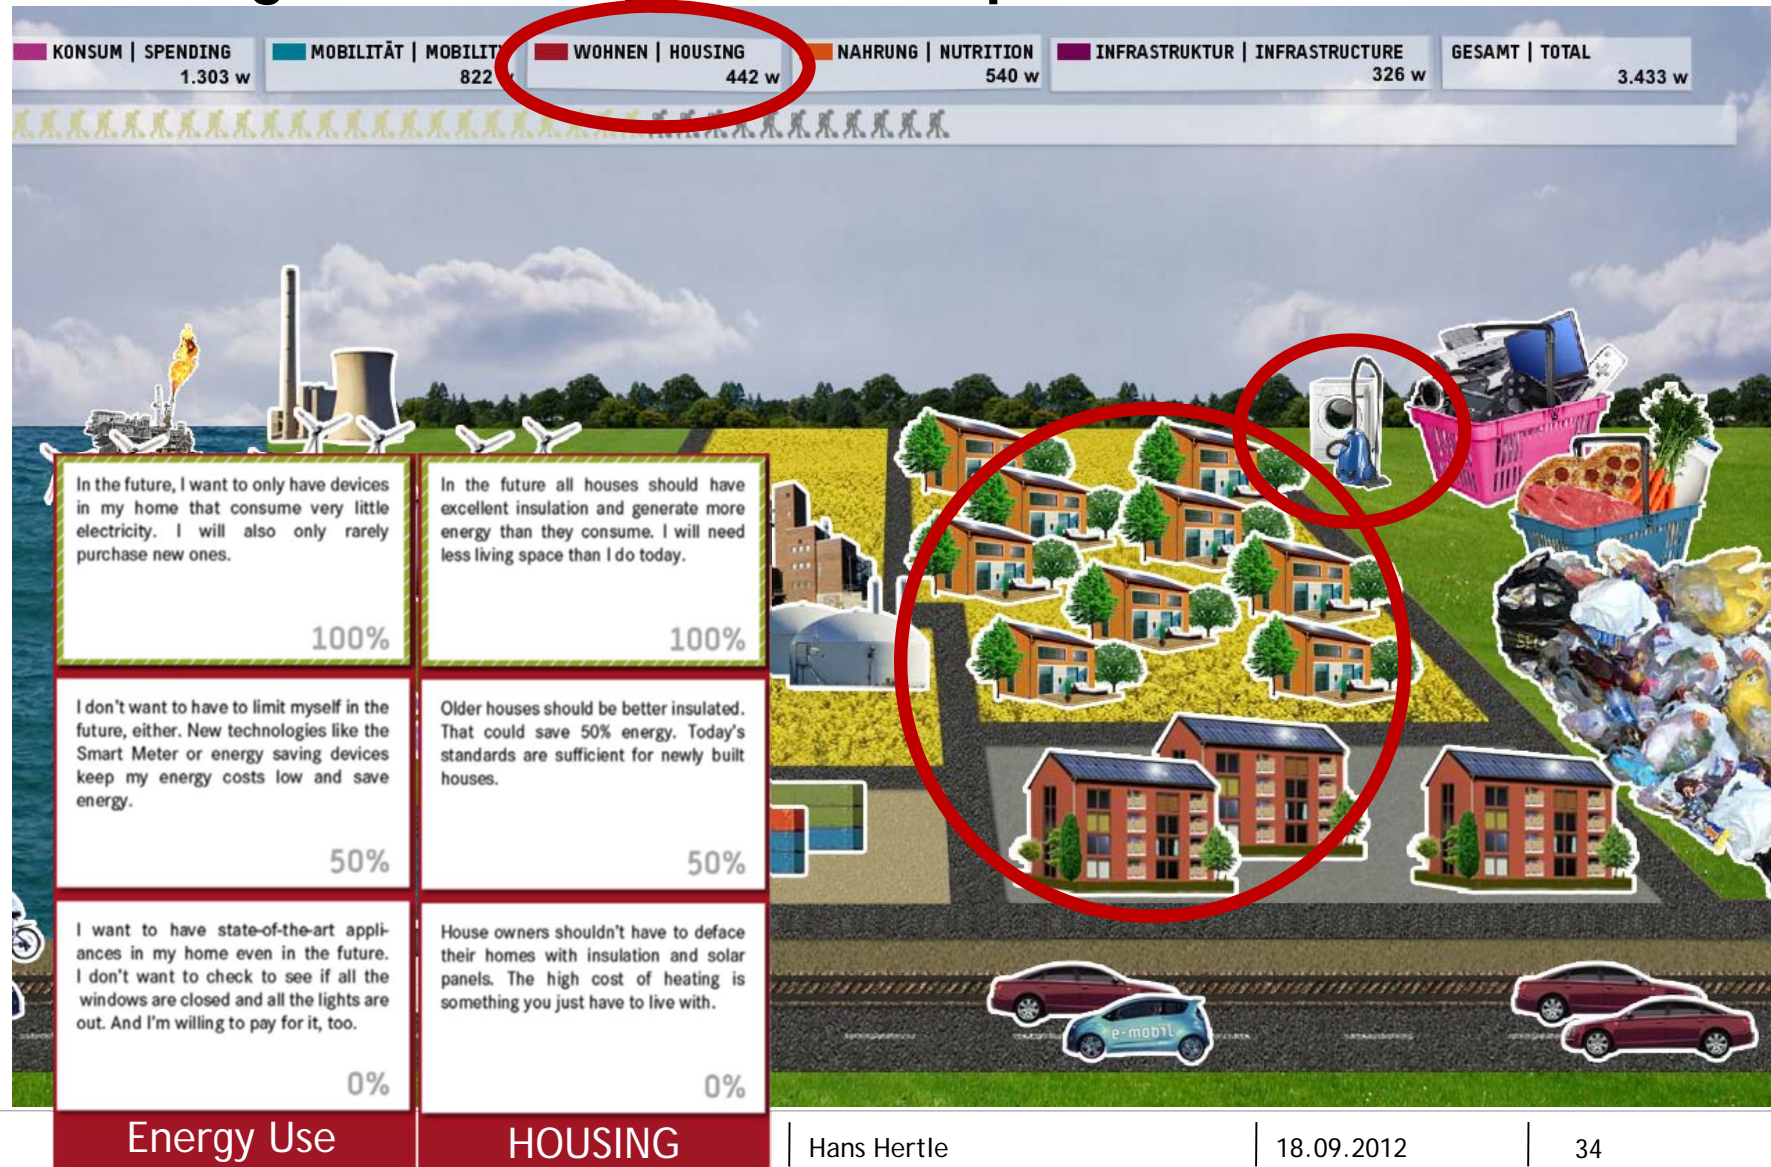 KONSUM | SPENDING
1.303 w
MOBILITÄT | MOBILITY
822
WOHNEN | HOUSING
442 w
NAHRUNG | NUTRITION
540 w
INFRASTRUKTUR | INFRASTRUCTURE
326 w
GESAMT | TOTAL
3.433 w
In the future, I want to only have devices
in my home that consume very little
electricity. I will also only rarely
purchase new ones.
100%
In the future all houses should have
excellent insulation and generate more
energy than they consume. I will need
less living space than I do today.
100%
I don't want to have to limit myself in the
future, either. New technologies like the
Smart Meter or energy saving devices
keep my energy costs low and save
energy.
50%
Older houses should be better insulated.
That could save 50% energy. Today's
standards are sufficient for newly built
houses.
50%
I want to have state-of-the-art appli-
ances in my home even in the future.
I don't want to check to see if all the
windows are closed and all the lights are
out. And I'm willing to pay for it, too.
0%
House owners shouldn't have to deface
their homes with insulation and solar
panels. The high cost of heating is
something you just have to live with.
0%
e-mobil
Energy Use
HOUSING
Hans Hertle
18.09.2012
34